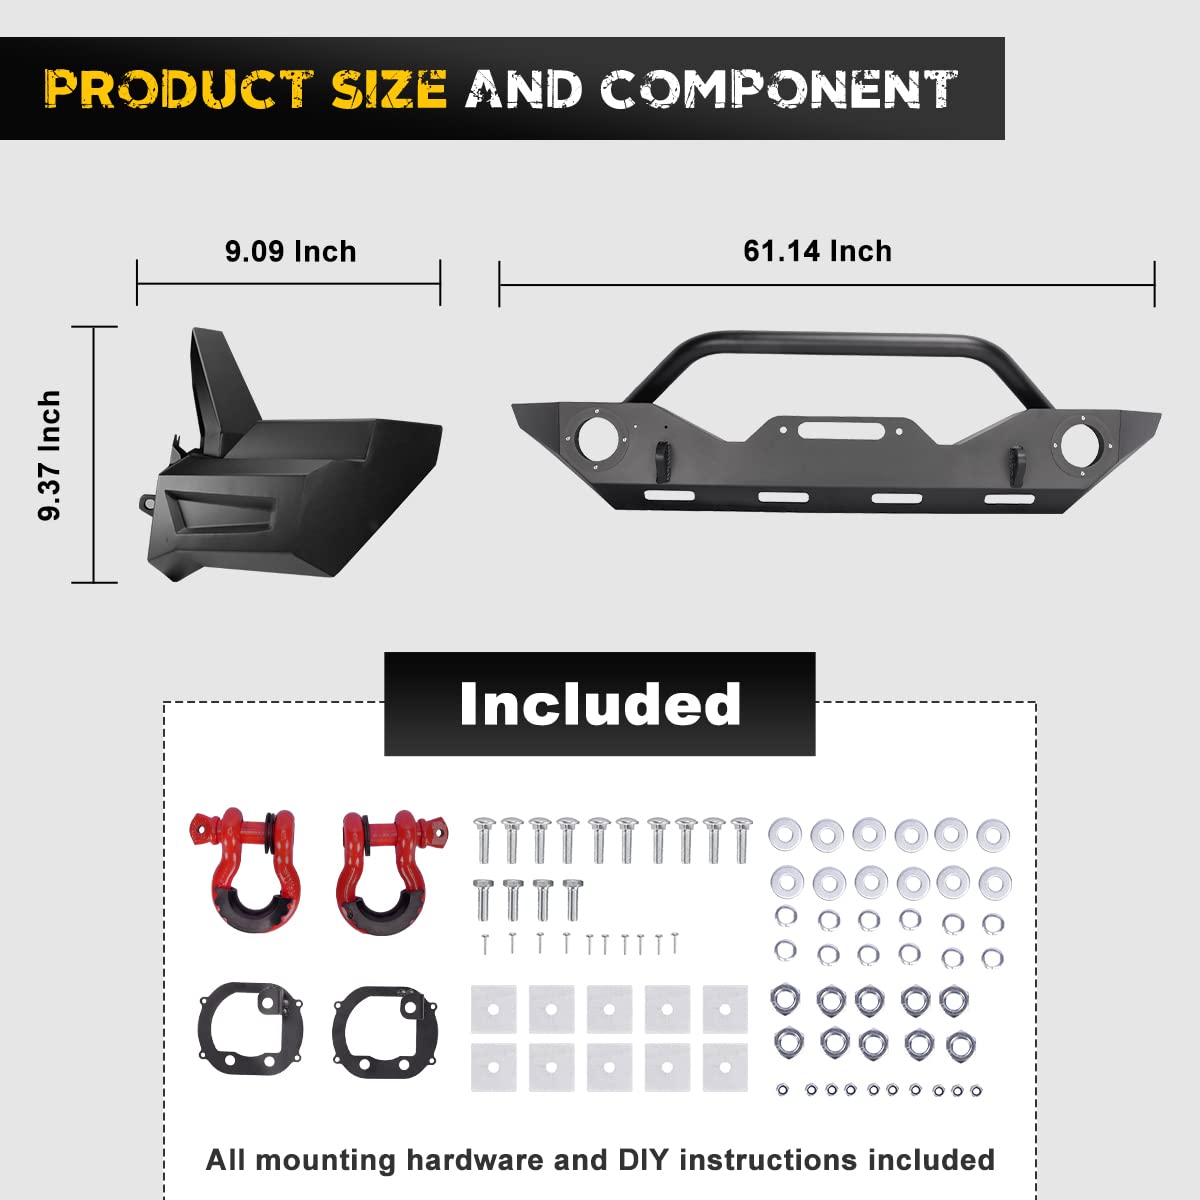 PRODUCT SIZE AND COMPONENT
9.09 Inch
61.14 Inch
9.37 Inch
Included
All mounting hardware and DIY instructions included